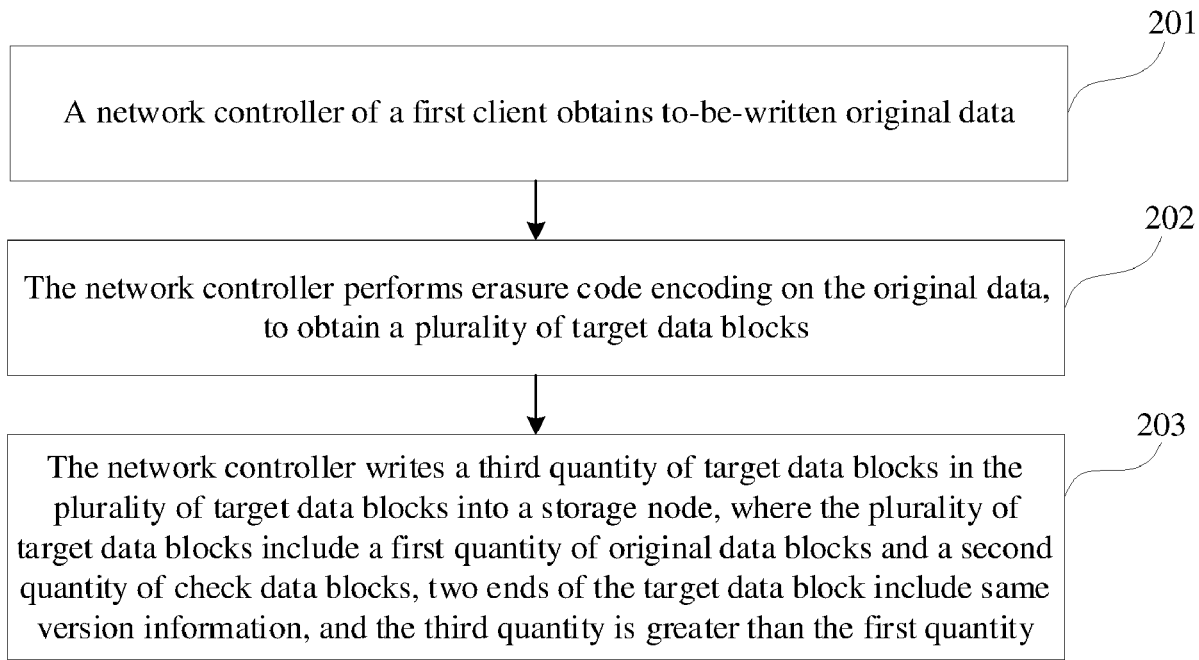 201
A network controller of a first client obtains to-be-written original data
202
The network controller performs erasure code encoding on the original data,
to obtain a plurality of target data blocks
203
The network controller writes a third quantity of target data blocks in the
plurality of target data blocks into a storage node, where the plurality of
target data blocks include a first quantity of original data blocks and a second
quantity of check data blocks, two ends of the target data block include same
version information, and the third quantity is greater than the first quantity